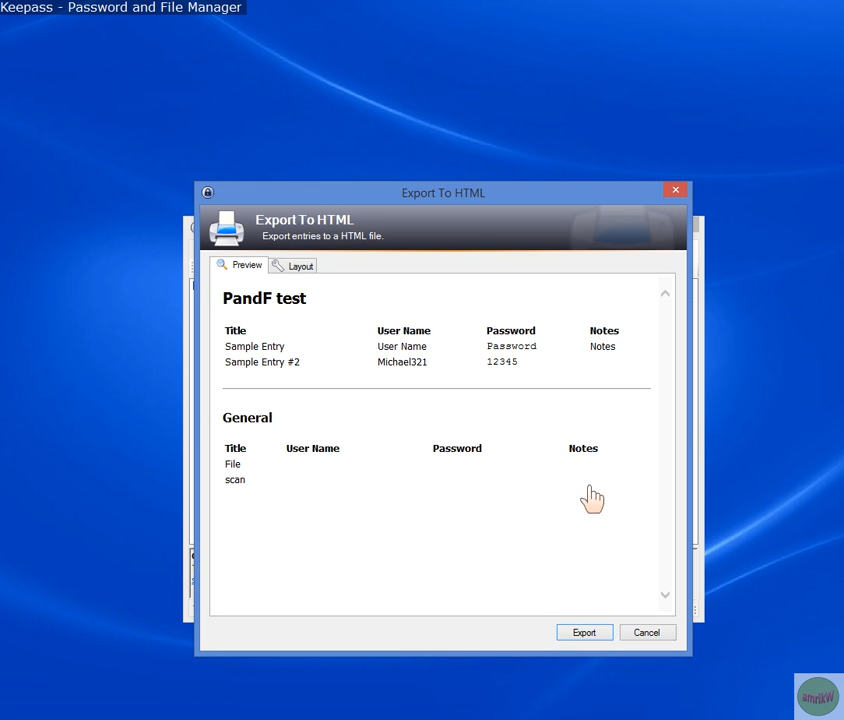 Keepass - Password and File Manager
Export To HTML
Export To HTML
Export entries to a HTML file.
Preview Layout
PandF test
Title User Name Password Notes
Sample Entry User Name Password Notes
Sample Entry #2 Michael321 12345
General
Title User Name Password Notes
File
scan
Export Cancel
amrikW